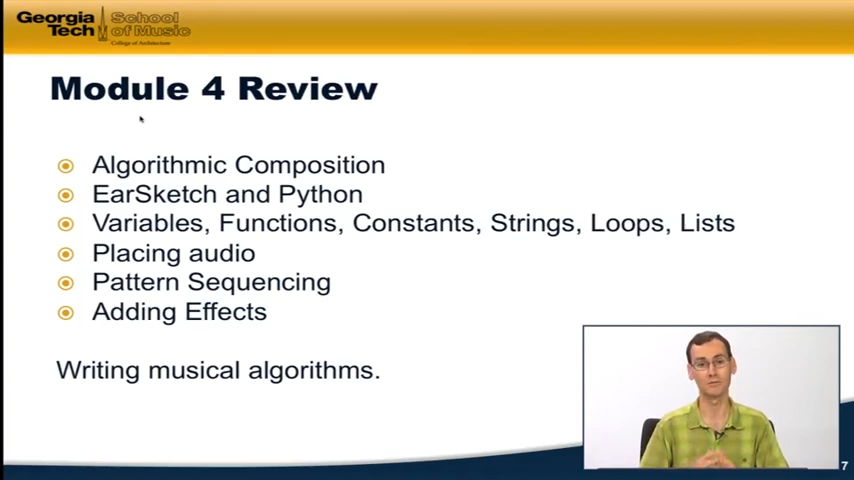 Georgia Tech
School of Music
College of Architecture
Module 4 Review
Algorithmic Composition
EarSketch and Python
Variables, Functions, Constants, Strings, Loops, Lists
Placing audio
Pattern Sequencing
Adding Effects
Writing musical algorithms.
7